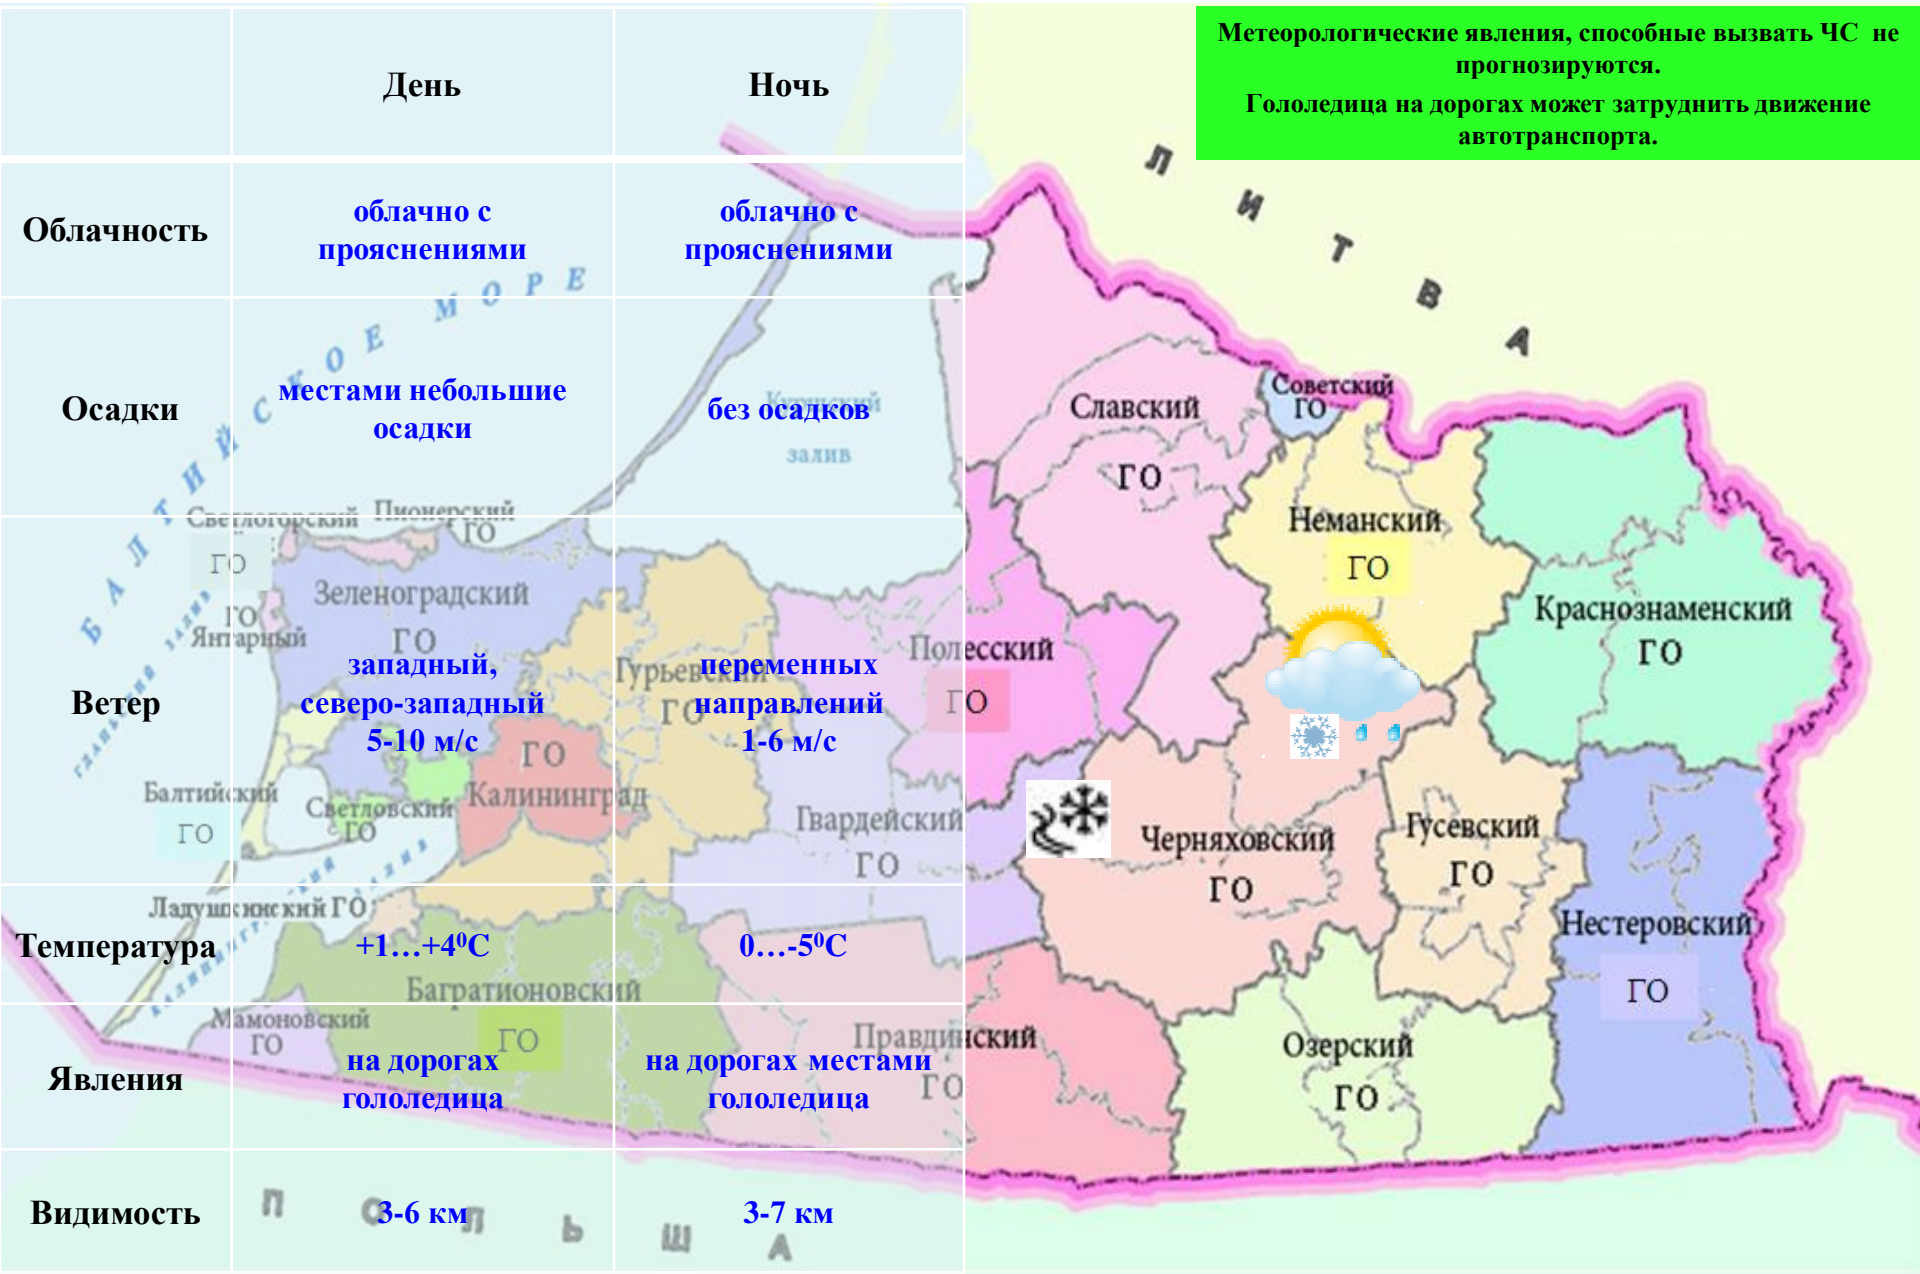 День
Ночь
Метеорологические явления, способные вызвать ЧС не
прогнозируются.
Гололедица на дорогах может затруднить движение
автотранспорта.
Облачность
облачно с
прояснениями
облачно с
прояснениями
Осадки
местами небольшие
осадки
без осадков
Ветер
западный,
северо-западный
5-10 м/с
переменных
направлений
1-6 м/с
Температура
+1…+4⁰С
0…-5⁰С
Явления
на дорогах
гололедица
на дорогах местами
гололедица
Видимость
3-6 км
3-7 км
БАЛТИЙСКОЕ МОРЕ
ЛИТВА
ПОЛЬША
Куршский
залив
КАЛИНИНГРАДСКИЙ ЗАЛИВ
Светлогорский
ГО
Пионерский
ГО
Зеленоградский
ГО
ГО
Янтарный
Гурьевский
ГО
ГО
Калининград
Балтийский
ГО
Светловский
ГО
Ладушкинский ГО
Мамоновский
ГО
Багратионовский
ГО
Правдинский
ГО
Гвардейский
ГО
Полесский
ГО
Славский
ГО
Советский
ГО
Неманский
ГО
Краснознаменский
ГО
Черняховский
ГО
Гусевский
ГО
Нестеровский
ГО
Озерский
ГО